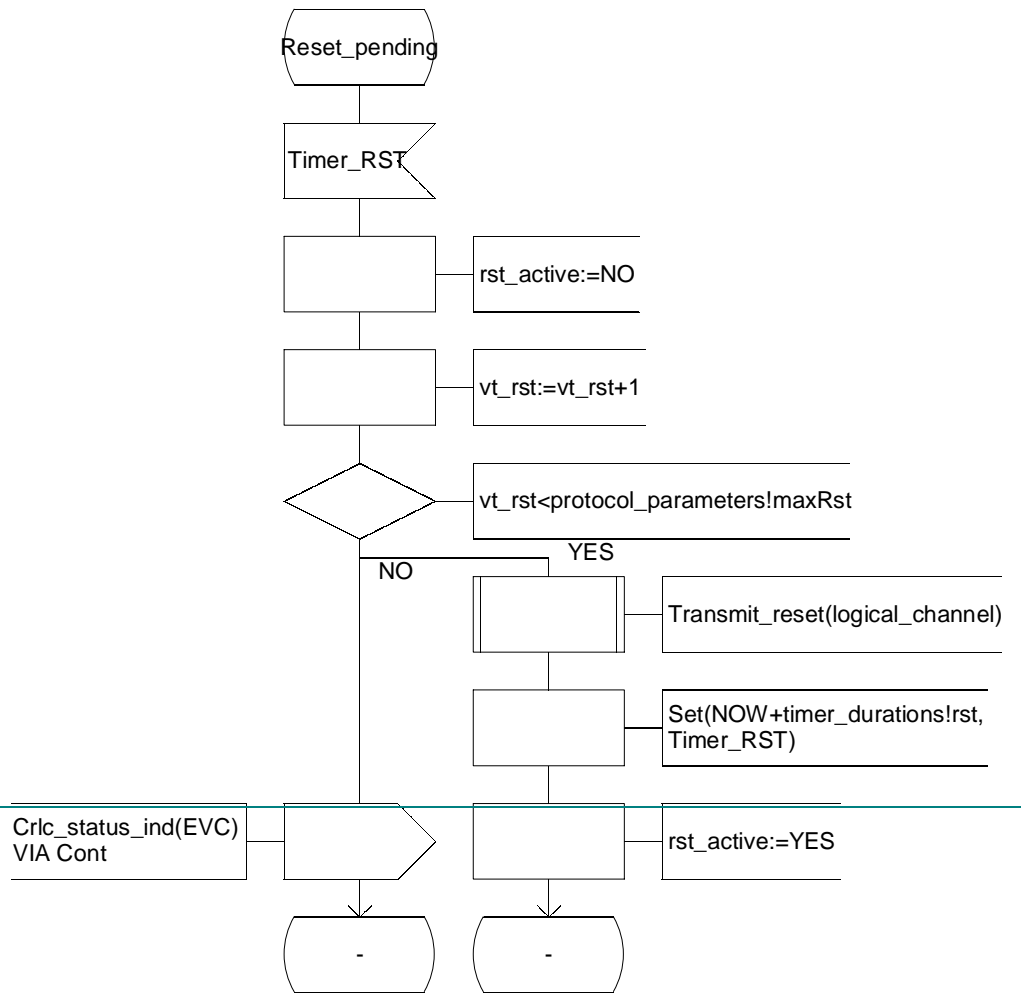 Reset_pending
Timer_RST
rst_active:=NO
vt_rst:=vt_rst+1
vt_rst<protocol_parameters!maxRst
YES
NO
Transmit_reset(logical_channel)
Set(NOW+timer_durations!rst,
Timer_RST)
Crlc_status_ind(EVC)
VIA Cont
rst_active:=YES
-
-